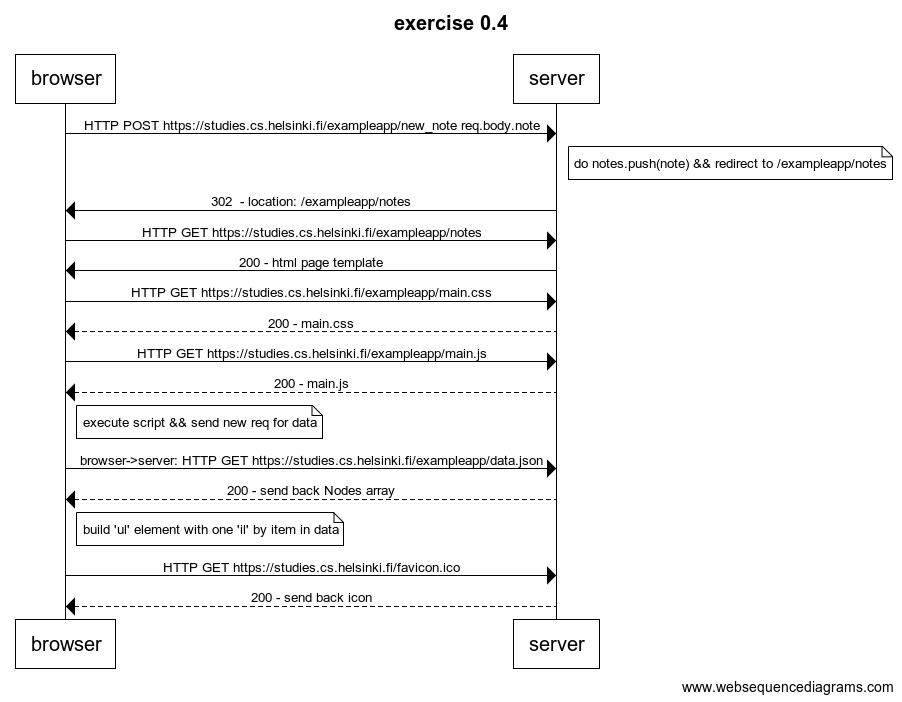 exercise 0.4
browser
server
HTTP POST https://studies.cs.helsinki.fi/exampleapp/new_note req.body.note
do notes.push(note) && redirect to /exampleapp/notes
302 - location: /exampleapp/notes
HTTP GET https://studies.cs.helsinki.fi/exampleapp/notes
200 - html page template
HTTP GET https://studies.cs.helsinki.fi/exampleapp/main.css
200 - main.css
HTTP GET https://studies.cs.helsinki.fi/exampleapp/main.js
200 - main.js
execute script && send new req for data
browser->server: HTTP GET https://studies.cs.helsinki.fi/exampleapp/data.json
200 - send back Nodes array
build 'ul' element with one 'il' by item in data
HTTP GET https://studies.cs.helsinki.fi/favicon.ico
200 - send back icon
browser
server
www.websequencediagrams.com